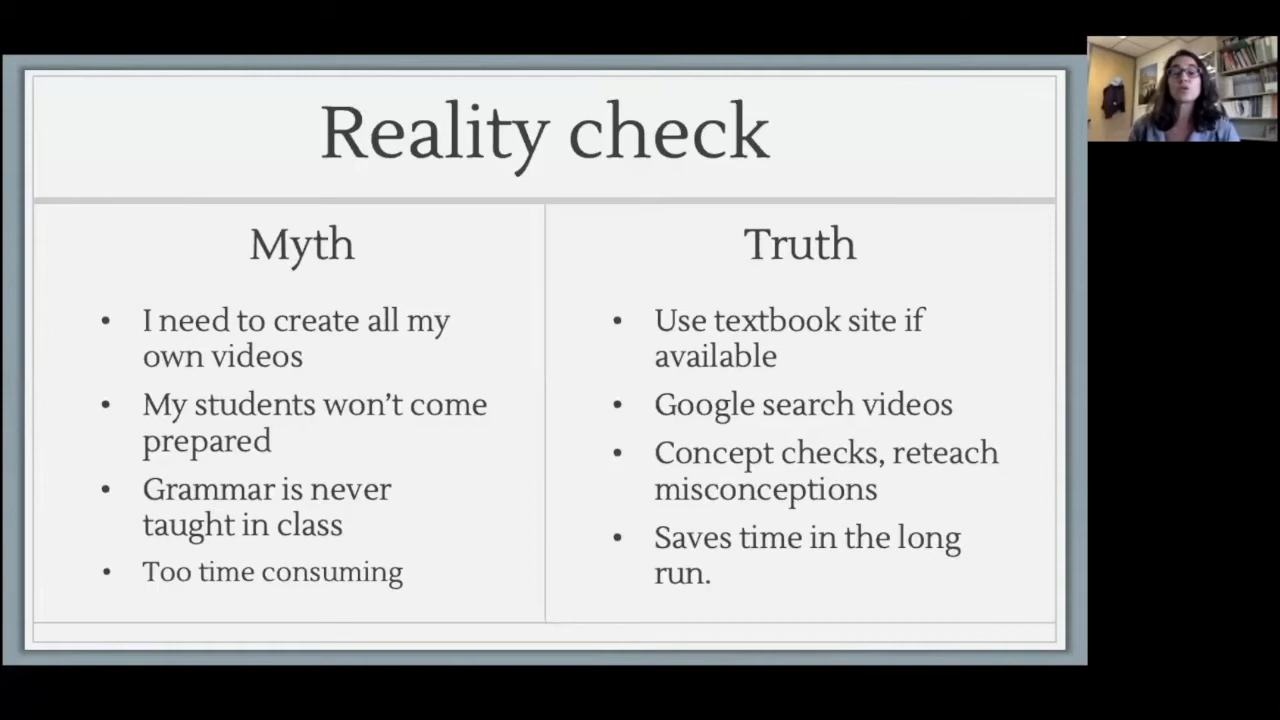 Reality check
Myth
• I need to create all my
own videos
• My students won’t come
prepared
• Grammar is never
taught in class
• Too time consuming
Truth
• Use textbook site if
available
• Google search videos
• Concept checks, reteach
misconceptions
• Saves time in the long
run.